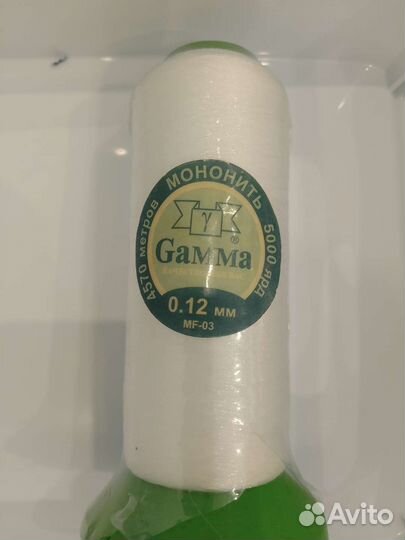 4570 метров МОНОНИТЬ 5000 ярд
γ
Gamma®
0.12 мм
MF-03
Avito